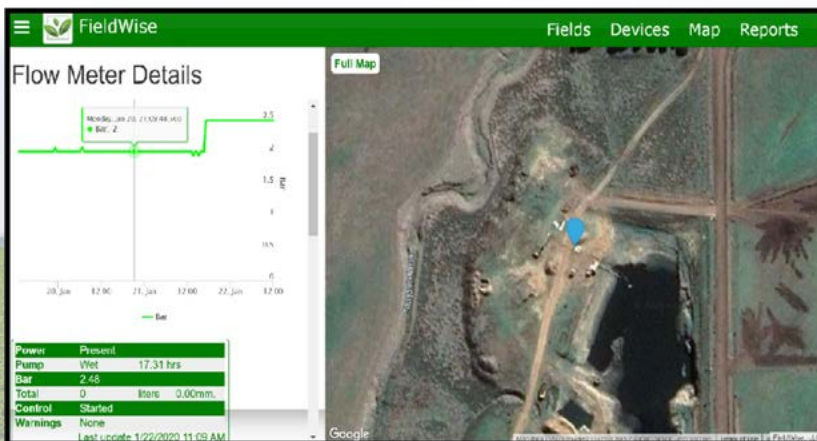 FieldWise
Fields Devices Map Reports
Flow Meter Details
Full Map
2.5
2
1.5
Bar
1
0.5
0
20. Jan 12:00 21. Jan 12:00 22. Jan 12:00
Bar
Power Present
Pump Wet 17.31 hrs
Bar 2.48
Total 0 liters 0.00mm.
Control Started
Warnings None
Last update 1/22/2020 11:09 AM
Google